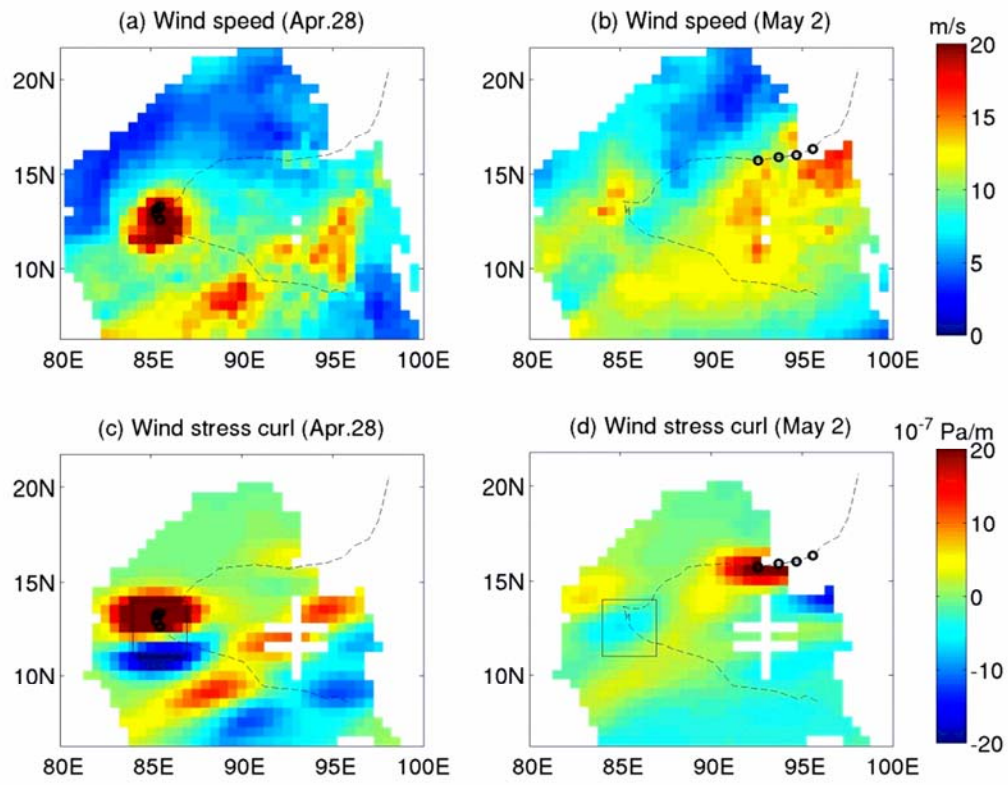 (a) Wind speed (Apr.28)
(b) Wind speed (May 2)
m/s
20N
15N
10N
80E 85E 90E 95E 100E
20N
15N
10N
80E 85E 90E 95E 100E
20
15
10
5
0
(c) Wind stress curl (Apr.28)
(d) Wind stress curl (May 2)
10⁻⁷ Pa/m
20N
15N
10N
80E 85E 90E 95E 100E
20N
15N
10N
80E 85E 90E 95E 100E
20
10
0
-10
-20